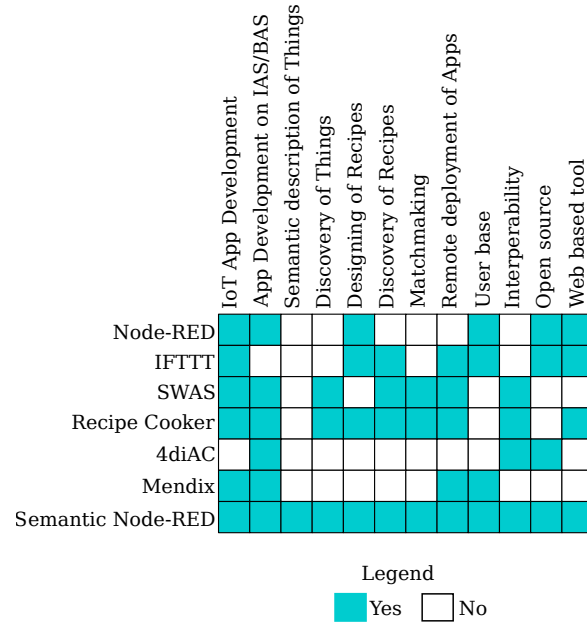 IoT App Development
App Development on IAS/BAS
Semantic description of Things
Discovery of Things
Designing of Recipes
Discovery of Recipes
Matchmaking
Remote deployment of Apps
User base
Interperability
Open source
Web based tool
Node-RED
IFTTT
SWAS
Recipe Cooker
4diAC
Mendix
Semantic Node-RED
Legend
Yes
No